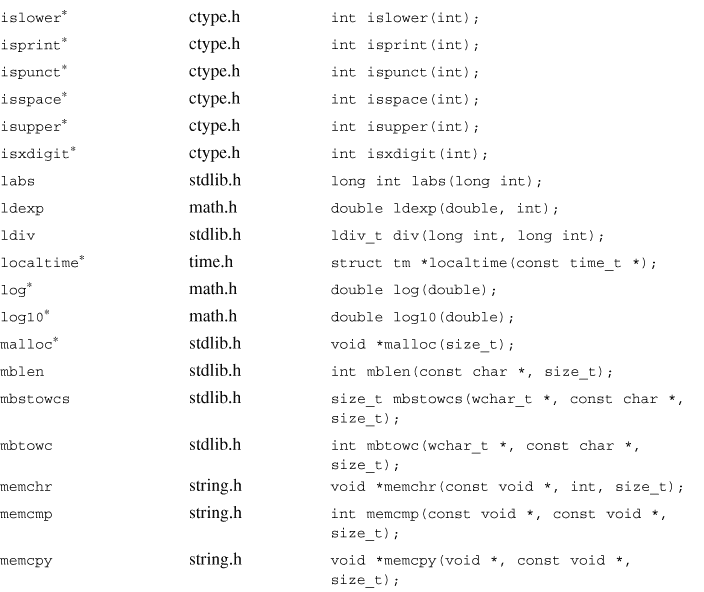 islower* ctype.h int islower(int);
isprint* ctype.h int isprint(int);
ispunct* ctype.h int ispunct(int);
isspace* ctype.h int isspace(int);
isupper* ctype.h int isupper(int);
isxdigit* ctype.h int isxdigit(int);
labs stdlib.h long int labs(long int);
ldexp math.h double ldexp(double, int);
ldiv stdlib.h ldiv_t div(long int, long int);
localtime* time.h struct tm *localtime(const time_t *);
log* math.h double log(double);
log10* math.h double log10(double);
malloc* stdlib.h void *malloc(size_t);
mblen stdlib.h int mblen(const char *, size_t);
mbstowcs stdlib.h size_t mbstowcs(wchar_t *, const char *,
size_t);
mbtowc stdlib.h int mbtowc(wchar_t *, const char *,
size_t);
memchr string.h void *memchr(const void *, int, size_t);
memcmp string.h int memcmp(const void *, const void *,
size_t);
memcpy string.h void *memcpy(void *, const void *,
size_t);